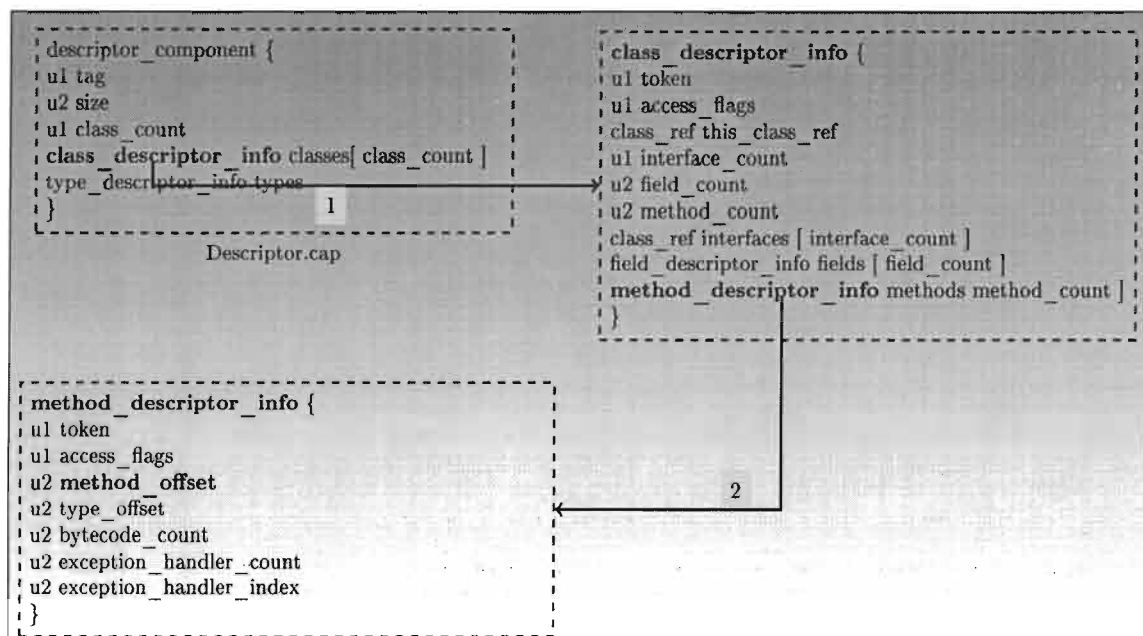 descriptor_component {
u1 tag
u2 size
u1 class_count
class_descriptor_info classes[ class_count ]
type_descriptor_info types
}
1
Descriptor.cap
class_descriptor_info {
u1 token
u1 access_flags
class_ref this_class_ref
u1 interface_count
u2 field_count
u2 method_count
class_ref interfaces [ interface_count ]
field_descriptor_info fields [ field_count ]
method_descriptor_info methods method_count ]
}
method_descriptor_info {
u1 token
u1 access_flags
u2 method_offset
u2 type_offset
u2 bytecode_count
u2 exception_handler_count
u2 exception_handler_index
}
2